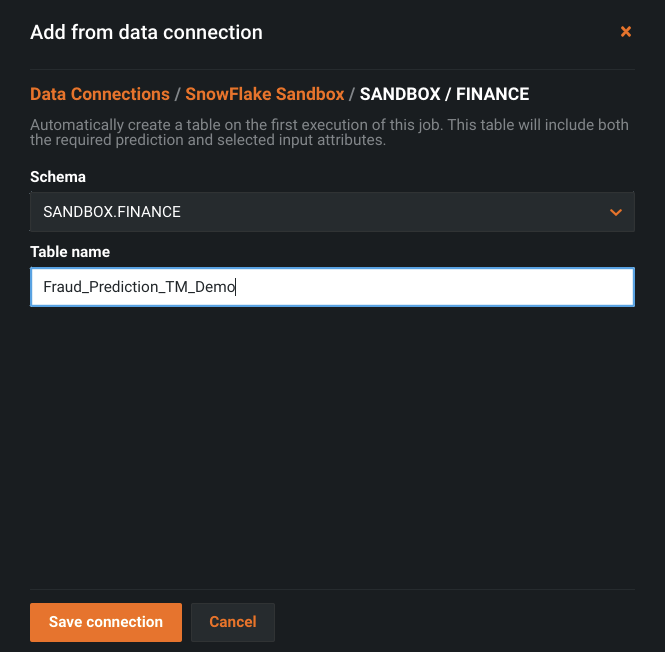 Add from data connection
Data Connections / SnowFlake Sandbox / SANDBOX / FINANCE
Automatically create a table on the first execution of this job. This table will include both
the required prediction and selected input attributes.
Schema
SANDBOX.FINANCE
Table name
Fraud_Prediction_TM_Demo
Save connection
Cancel